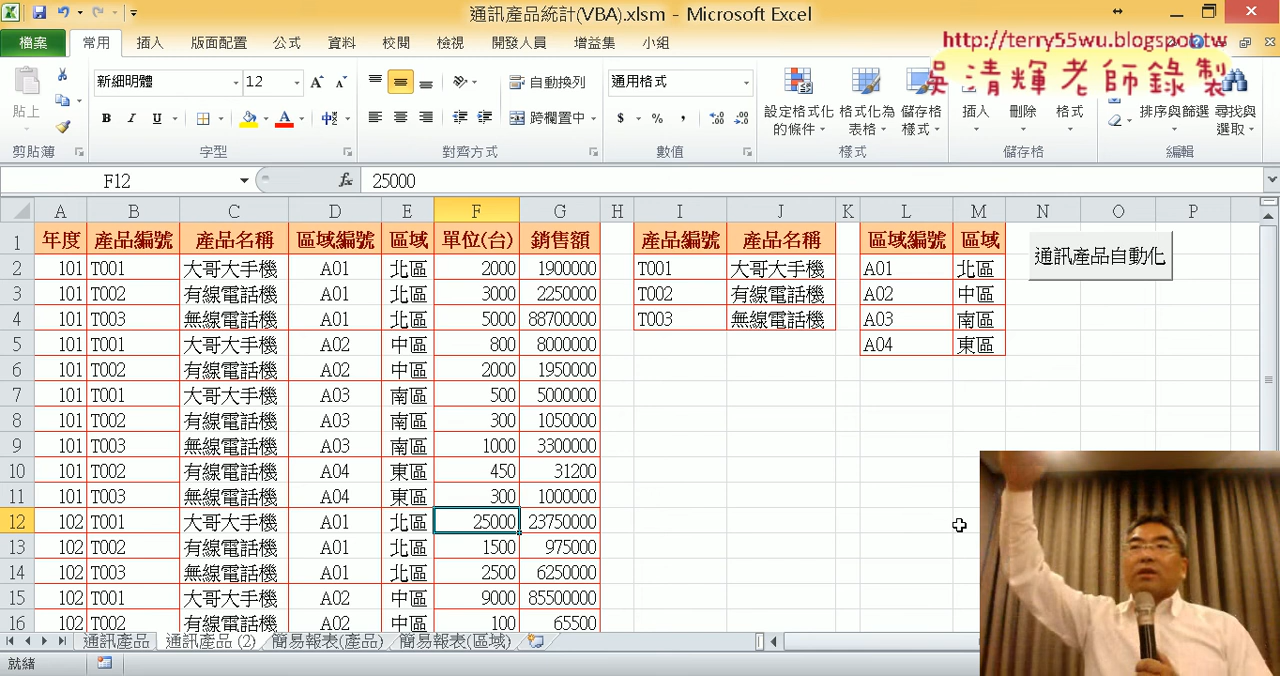 通訊產品統計(VBA).xlsm - Microsoft Excel
檔案 常用 插入 版面配置 公式 資料 校閱 檢視 開發人員 增益集 小組
http://terry55wu.blogspot.tw
吳清輝老師錄製
新細明體 12 自動換列 通用格式
貼上 B I U A 跨欄置中 $ % ,
設定格式化的條件 格式化為表格 儲存格樣式 插入 刪除 格式 排序與篩選 尋找與選取
剪貼簿 字型 對齊方式 數值 樣式 儲存格 編輯
F12 fx 25000
A B C D E F G H I J K L M N O P
1 年度 產品編號 產品名稱 區域編號 區域 單位(台) 銷售額 產品編號 產品名稱 區域編號 區域 通訊產品自動化
2 101 T001 大哥大手機 A01 北區 2000 1900000 T001 大哥大手機 A01 北區
3 101 T002 有線電話機 A01 北區 3000 2250000 T002 有線電話機 A02 中區
4 101 T003 無線電話機 A01 北區 5000 88700000 T003 無線電話機 A03 南區
5 101 T001 大哥大手機 A02 中區 800 8000000 A04 東區
6 101 T002 有線電話機 A02 中區 2000 1950000
7 101 T001 大哥大手機 A03 南區 500 5000000
8 101 T002 有線電話機 A03 南區 300 1050000
9 101 T003 無線電話機 A03 南區 1000 3300000
10 101 T002 有線電話機 A04 東區 450 31200
11 101 T003 無線電話機 A04 東區 300 1000000
12 102 T001 大哥大手機 A01 北區 25000 23750000
13 102 T002 有線電話機 A01 北區 1500 975000
14 102 T003 無線電話機 A01 北區 2500 6250000
15 102 T001 大哥大手機 A02 中區 9000 85500000
16 102 T002 有線電話機 A02 中區 100 65500
通訊產品 通訊產品 (2) 簡易報表(產品) 簡易報表(區域)
就緒